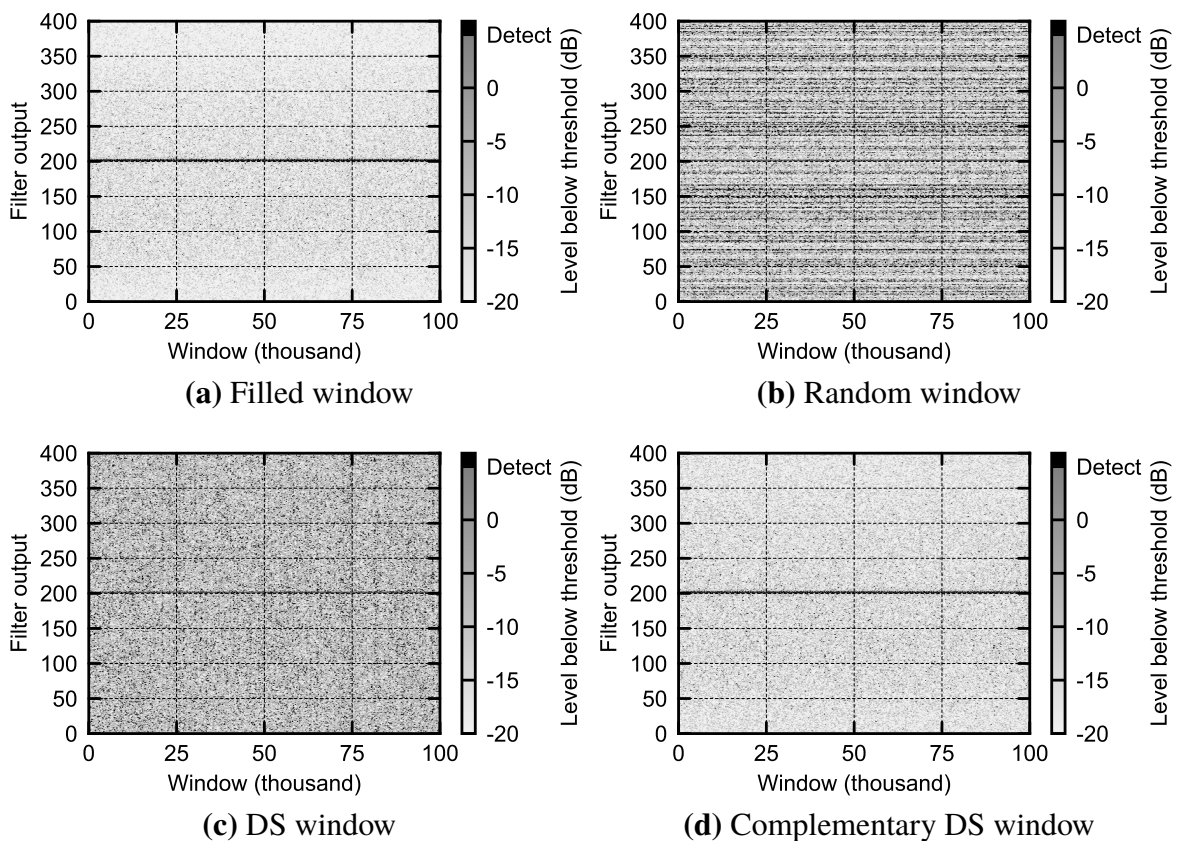 400
350
300
250
200
150
100
50
0
Filter output
0 25 50 75 100
Window (thousand)
Detect
0
-5
-10
-15
-20
Level below threshold (dB)
(a) Filled window
400
350
300
250
200
150
100
50
0
Filter output
0 25 50 75 100
Window (thousand)
Detect
0
-5
-10
-15
-20
Level below threshold (dB)
(b) Random window
400
350
300
250
200
150
100
50
0
Filter output
0 25 50 75 100
Window (thousand)
Detect
0
-5
-10
-15
-20
Level below threshold (dB)
(c) DS window
400
350
300
250
200
150
100
50
0
Filter output
0 25 50 75 100
Window (thousand)
Detect
0
-5
-10
-15
-20
Level below threshold (dB)
(d) Complementary DS window